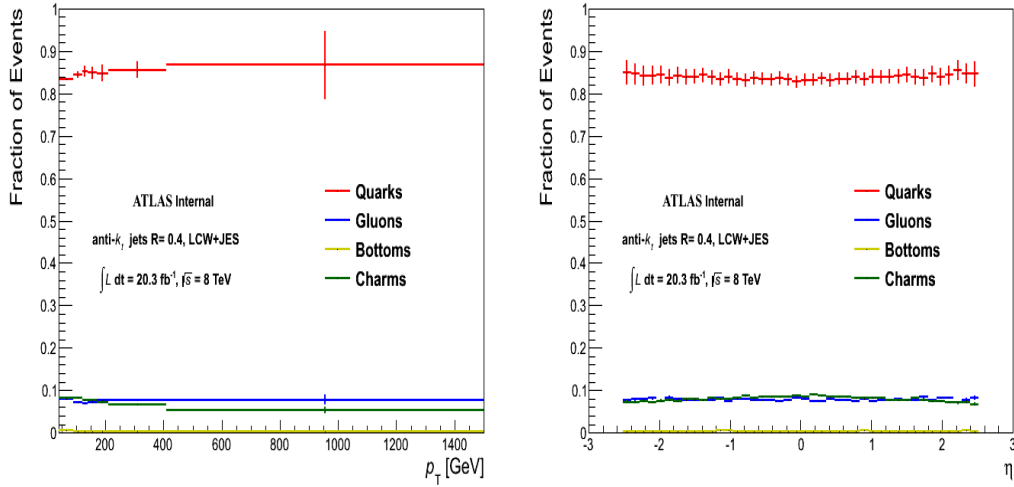 Fraction of Events
1
0.9
0.8
0.7
0.6
0.5
0.4
0.3
0.2
0.1
0
ATLAS Internal
anti-k_t jets R= 0.4, LCW+JES
∫L dt = 20.3 fb⁻¹, √s = 8 TeV
Quarks
Gluons
Bottoms
Charms
200 400 600 800 1000 1200 1400
p_T [GeV]
Fraction of Events
1
0.9
0.8
0.7
0.6
0.5
0.4
0.3
0.2
0.1
0
ATLAS Internal
anti-k_t jets R= 0.4, LCW+JES
∫L dt = 20.3 fb⁻¹, √s = 8 TeV
Quarks
Gluons
Bottoms
Charms
-3 -2 -1 0 1 2 3
η